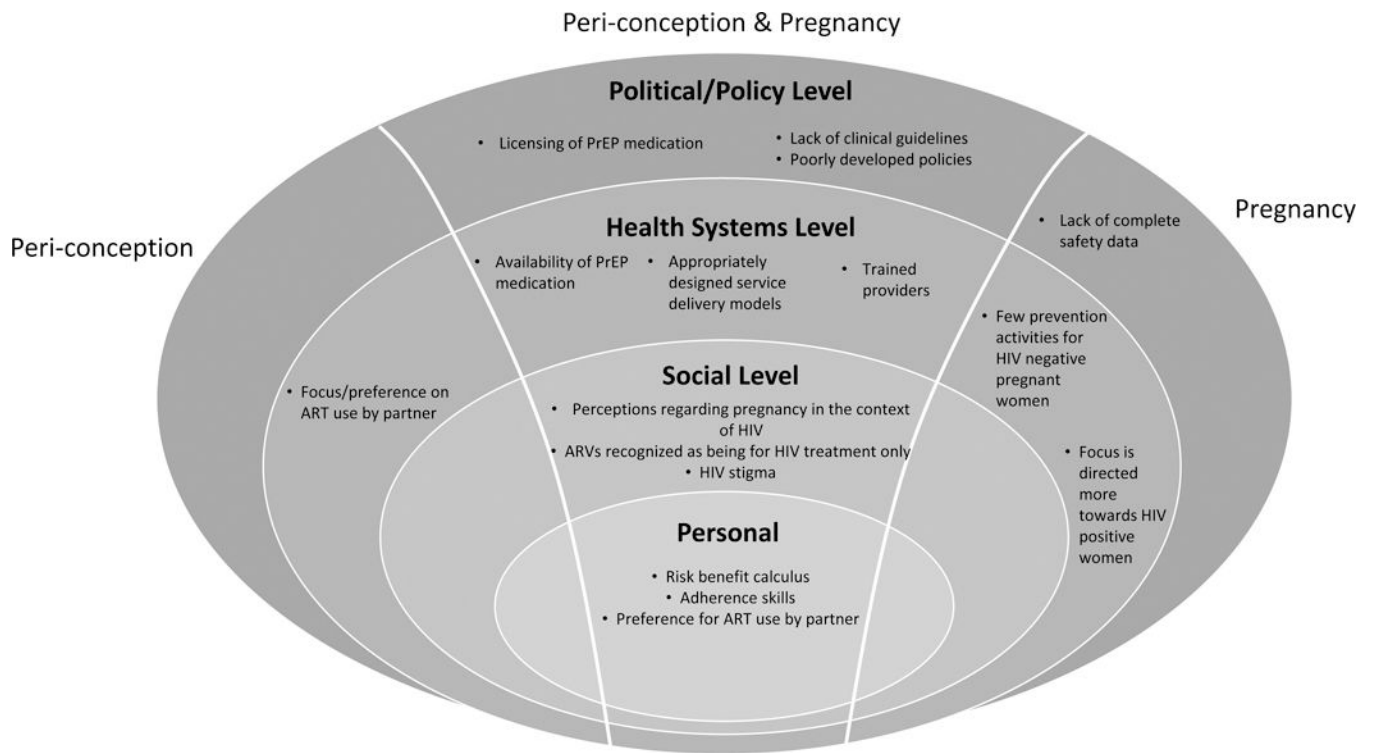 Peri-conception & Pregnancy
Political/Policy Level
• Licensing of PrEP medication
• Lack of clinical guidelines
• Poorly developed policies
Peri-conception
Pregnancy
• Lack of complete
safety data
Health Systems Level
• Availability of PrEP
medication
• Appropriately
designed service
delivery models
• Trained
providers
• Few prevention
activities for
HIV negative
pregnant
women
• Focus/preference on
ART use by partner
Social Level
• Perceptions regarding pregnancy in the context
of HIV
• ARVs recognized as being for HIV treatment only
• HIV stigma
• Focus is
directed
more
towards HIV
positive
women
Personal
• Risk benefit calculus
• Adherence skills
• Preference for ART use by partner